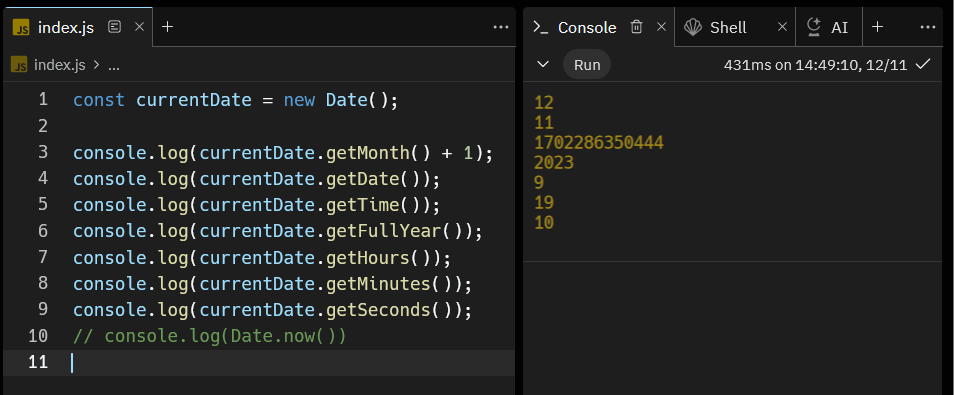 JS index.js
JS index.js > ...
1 const currentDate = new Date();
2
3 console.log(currentDate.getMonth() + 1);
4 console.log(currentDate.getDate());
5 console.log(currentDate.getTime());
6 console.log(currentDate.getFullYear());
7 console.log(currentDate.getHours());
8 console.log(currentDate.getMinutes());
9 console.log(currentDate.getSeconds());
10 // console.log(Date.now())
11
Console Shell AI
Run 431ms on 14:49:10, 12/11
12
11
1702286350444
2023
9
19
10